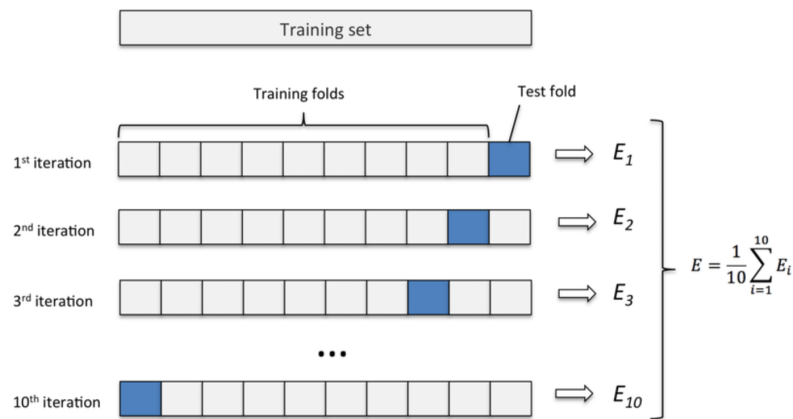 Training set
Training folds
Test fold
1st iteration
E1
2nd iteration
E2
3rd iteration
E3
E = 1/10 ∑ i=1 10 Ei
...
10th iteration
E10